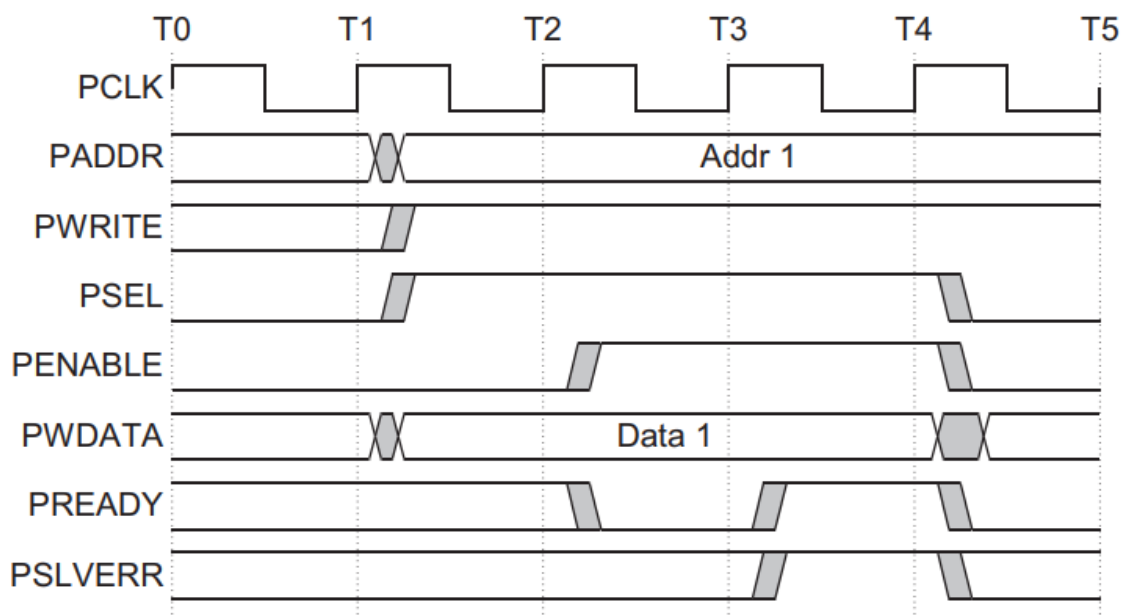 T0 T1 T2 T3 T4 T5
PCLK
PADDR Addr 1
PWRITE
PSEL
PENABLE
PWDATA Data 1
PREADY
PSLVERR